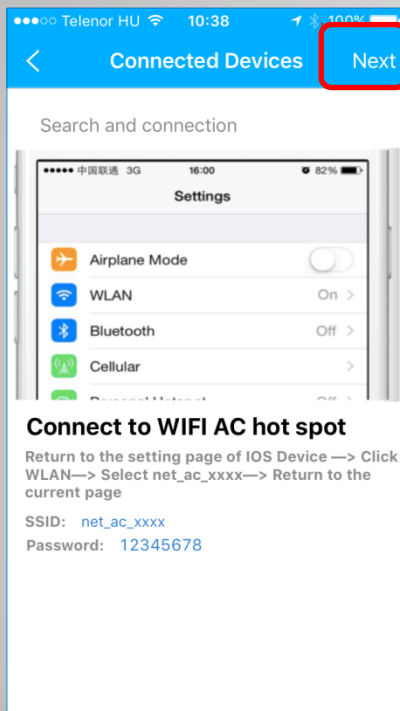 Telenor HU 10:38 100%
Connected Devices Next
Search and connection
中国联通 3G 16:00 82%
Settings
Airplane Mode
WLAN On >
Bluetooth Off >
Cellular >
Connect to WIFI AC hot spot
Return to the setting page of IOS Device —> Click
WLAN—> Select net_ac_xxxx—> Return to the
current page
SSID: net_ac_xxxx
Password: 12345678